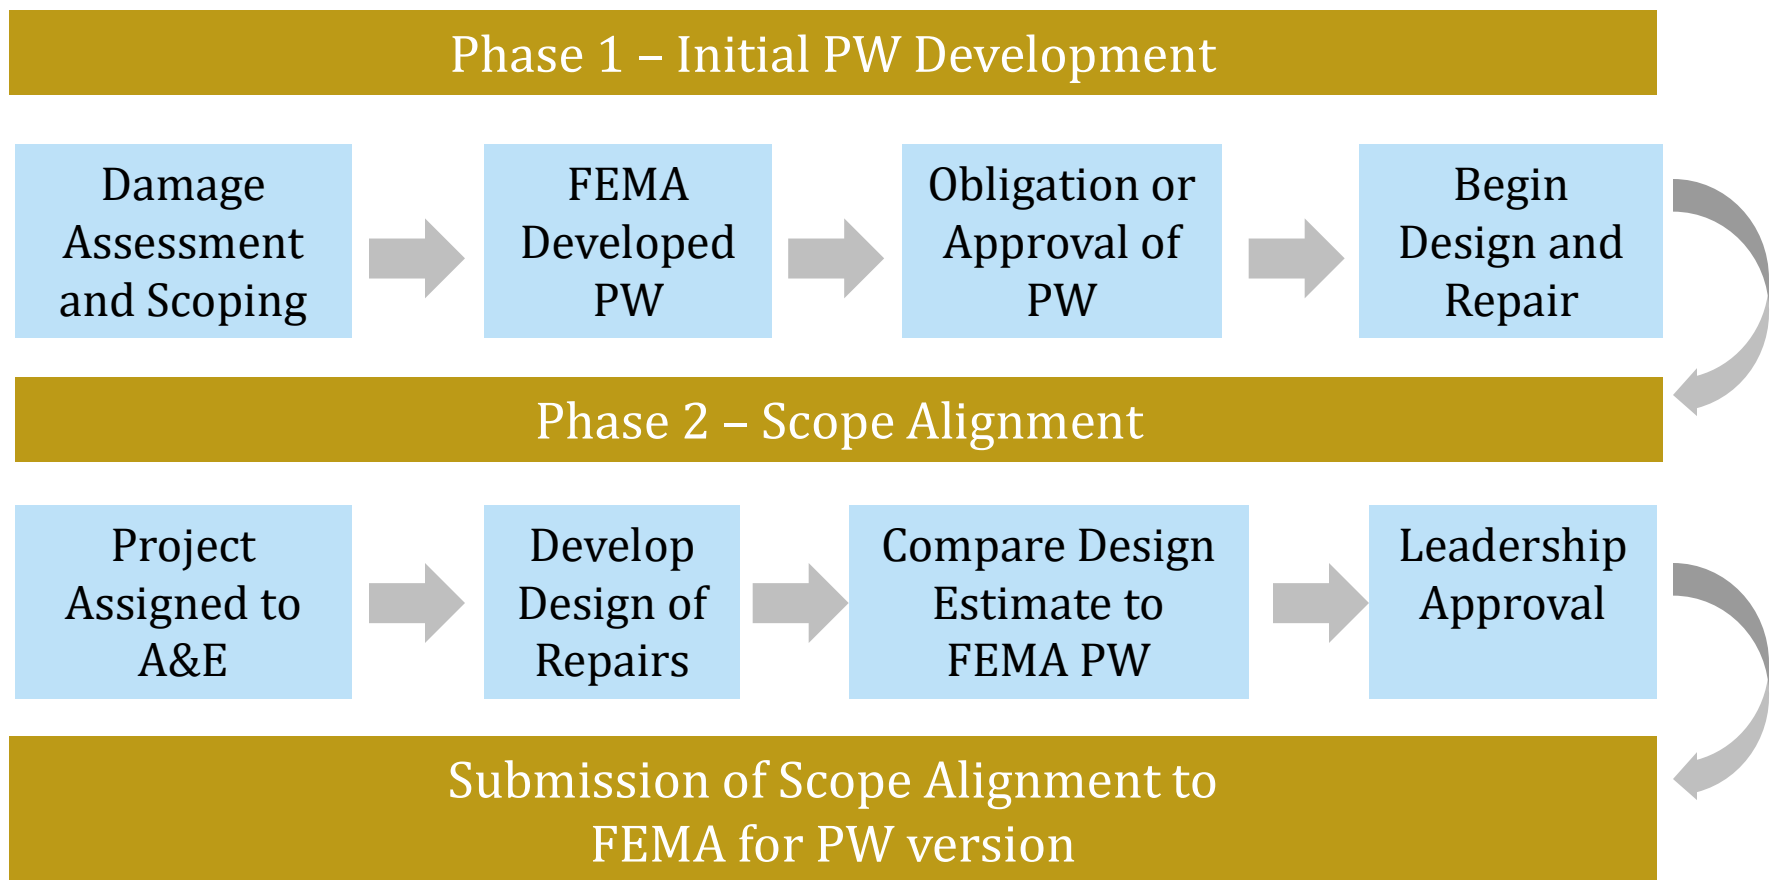 Phase 1 – Initial PW Development
Damage
Assessment
and Scoping
FEMA
Developed
PW
Obligation or
Approval of
PW
Begin
Design and
Repair
Phase 2 – Scope Alignment
Project
Assigned to
A&E
Develop
Design of
Repairs
Compare Design
Estimate to
FEMA PW
Leadership
Approval
Submission of Scope Alignment to
FEMA for PW version